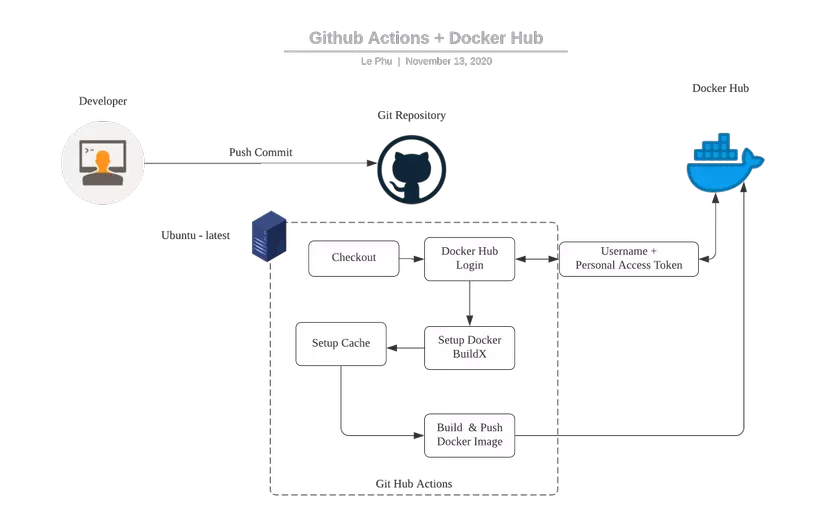 Github Actions + Docker Hub
Le Phu | November 13, 2020
Docker Hub
Developer
Git Repository
Push Commit
>-
Ubuntu - latest
Checkout
Docker Hub
Login
Username +
Personal Access Token
Setup Cache
Setup Docker
BuildX
Build & Push
Docker Image
Git Hub Actions